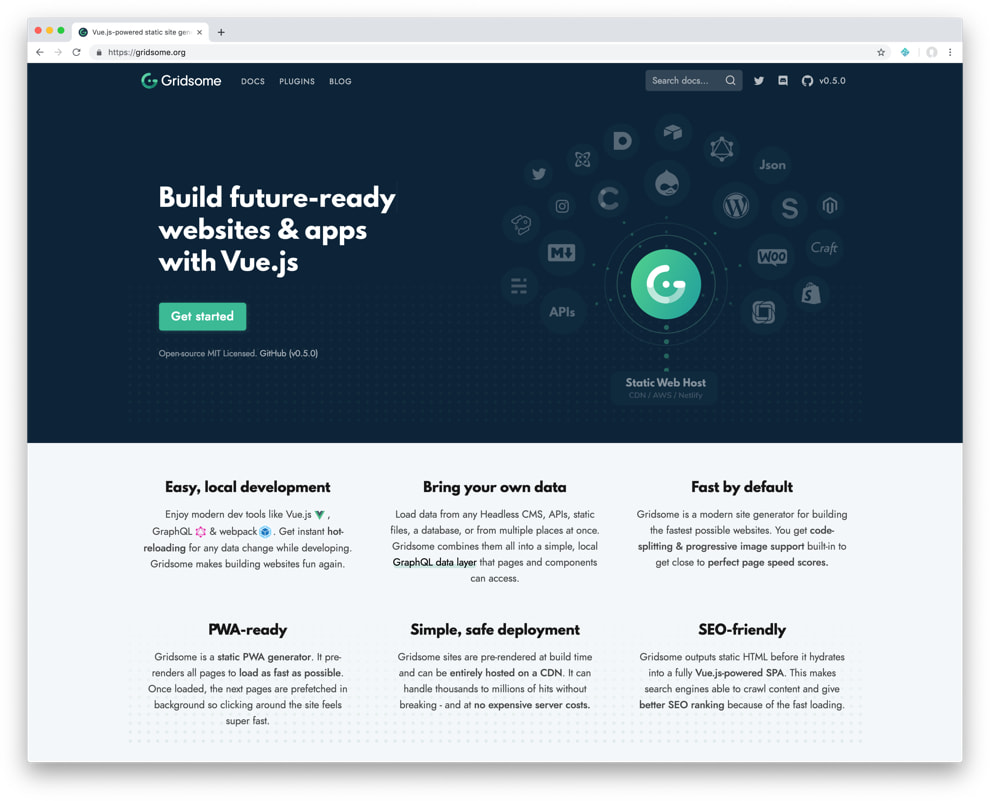 Vue.js-powered static site gen
https://gridsome.org
Gridsome
DOCS PLUGINS BLOG
Search docs...
v0.5.0
Build future-ready
websites & apps
with Vue.js
Get started
Open-source MIT Licensed. GitHub (v0.5.0)
Json
Craft
WOO
M
APIs
Static Web Host
CDN / AWS / Netlify
Easy, local development
Enjoy modern dev tools like Vue.js ,
GraphQL & webpack . Get instant hot-
reloading for any data change while developing.
Gridsome makes building websites fun again.
Bring your own data
Load data from any Headless CMS, APIs, static
files, a database, or from multiple places at once.
Gridsome combines them all into a simple, local
GraphQL data layer that pages and components
can access.
Fast by default
Gridsome is a modern site generator for building
the fastest possible websites. You get code-
splitting & progressive image support built-in to
get close to perfect page speed scores.
PWA-ready
Gridsome is a static PWA generator. It pre-
renders all pages to load as fast as possible.
Once loaded, the next pages are prefetched in
background so clicking around the site feels
super fast.
Simple, safe deployment
Gridsome sites are pre-rendered at build time
and can be entirely hosted on a CDN. It can
handle thousands to millions of hits without
breaking - and at no expensive server costs.
SEO-friendly
Gridsome outputs static HTML before it hydrates
into a fully Vue.js-powered SPA. This makes
search engines able to crawl content and give
better SEO ranking because of the fast loading.